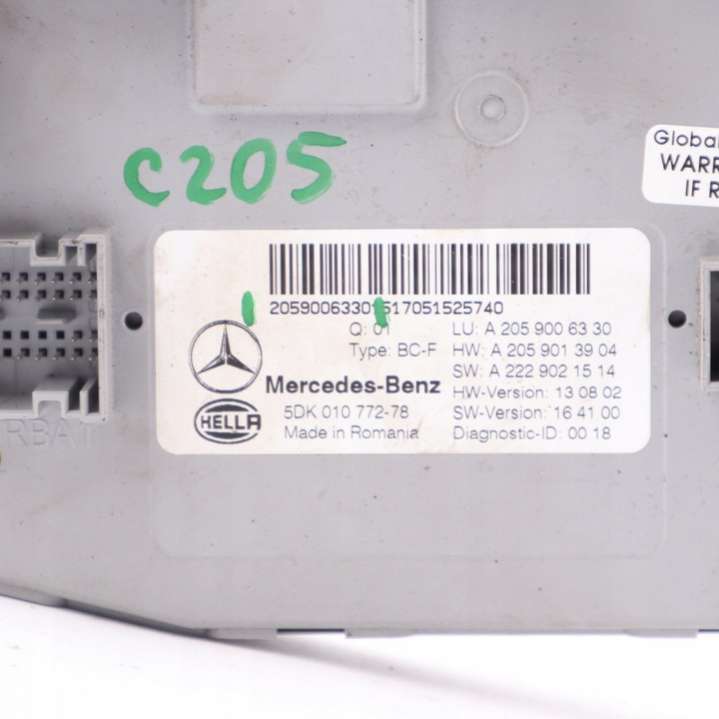 C205
Global
WARR
IF R
2059006330 517051525740
Q: 01
LU: A 205 900 63 30
Type: BC-F
HW: A 205 901 39 04
SW: A 222 902 15 14
Mercedes-Benz
HW-Version: 13 08 02
HELLA
5DK 010 772-78
SW-Version: 16 41 00
Made in Romania
Diagnostic-ID: 00 18